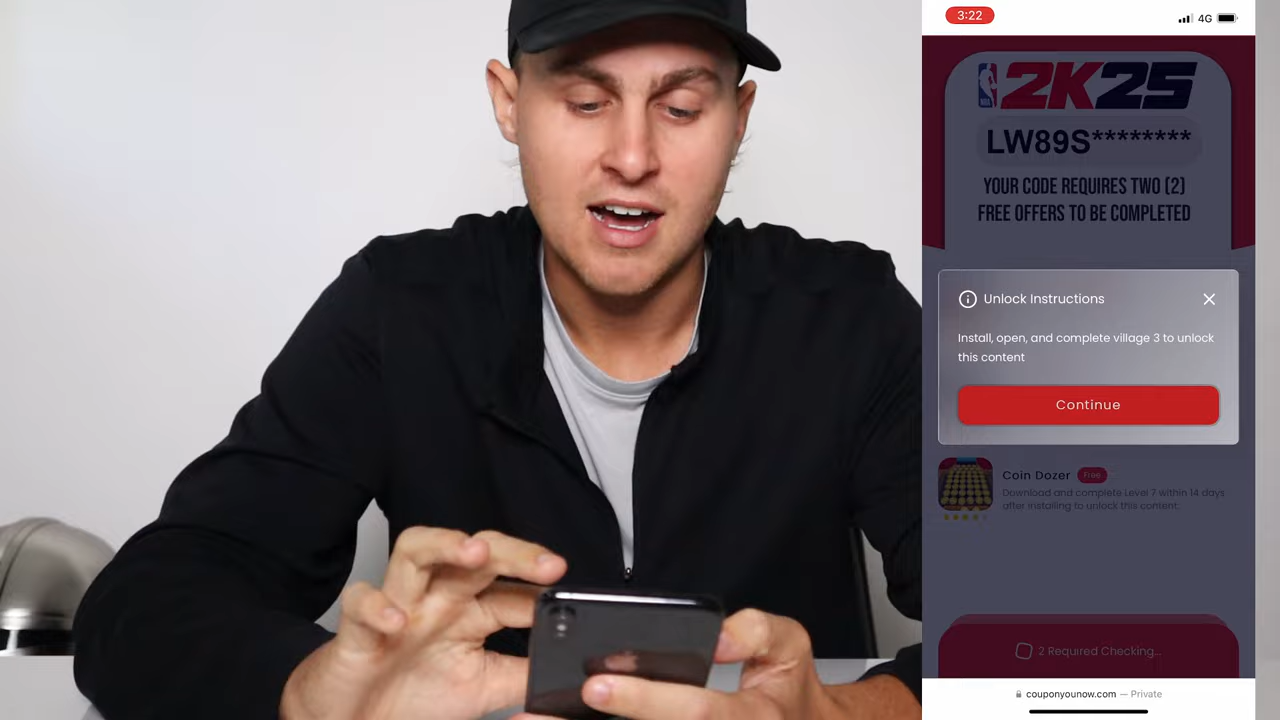 3:22
4G
NBA
2K25
LW89S********
YOUR CODE REQUIRES TWO (2)
FREE OFFERS TO BE COMPLETED
Unlock Instructions
Install, open, and complete village 3 to unlock
this content
Continue
Coin Dozer Free
Download and complete Level 7 within 14 days
after installing to unlock this content.
2 Required Checking...
couponyounow.com — Private